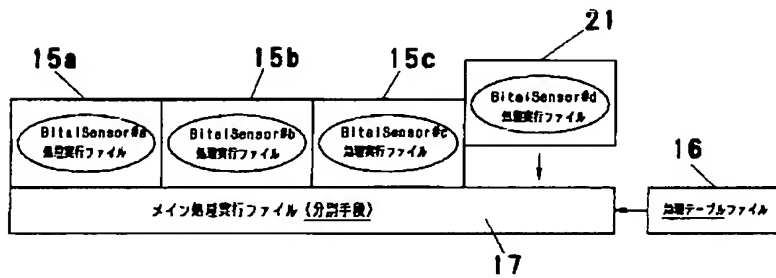 21
15a
15b
15c
BitalSensor#d
処理実行ファイル
BitalSensor#a
処理実行ファイル
BitalSensor#b
処理実行ファイル
BitalSensor#c
処理実行ファイル
16
メイン処理実行ファイル(分割手段)
処理テーブルファイル
17